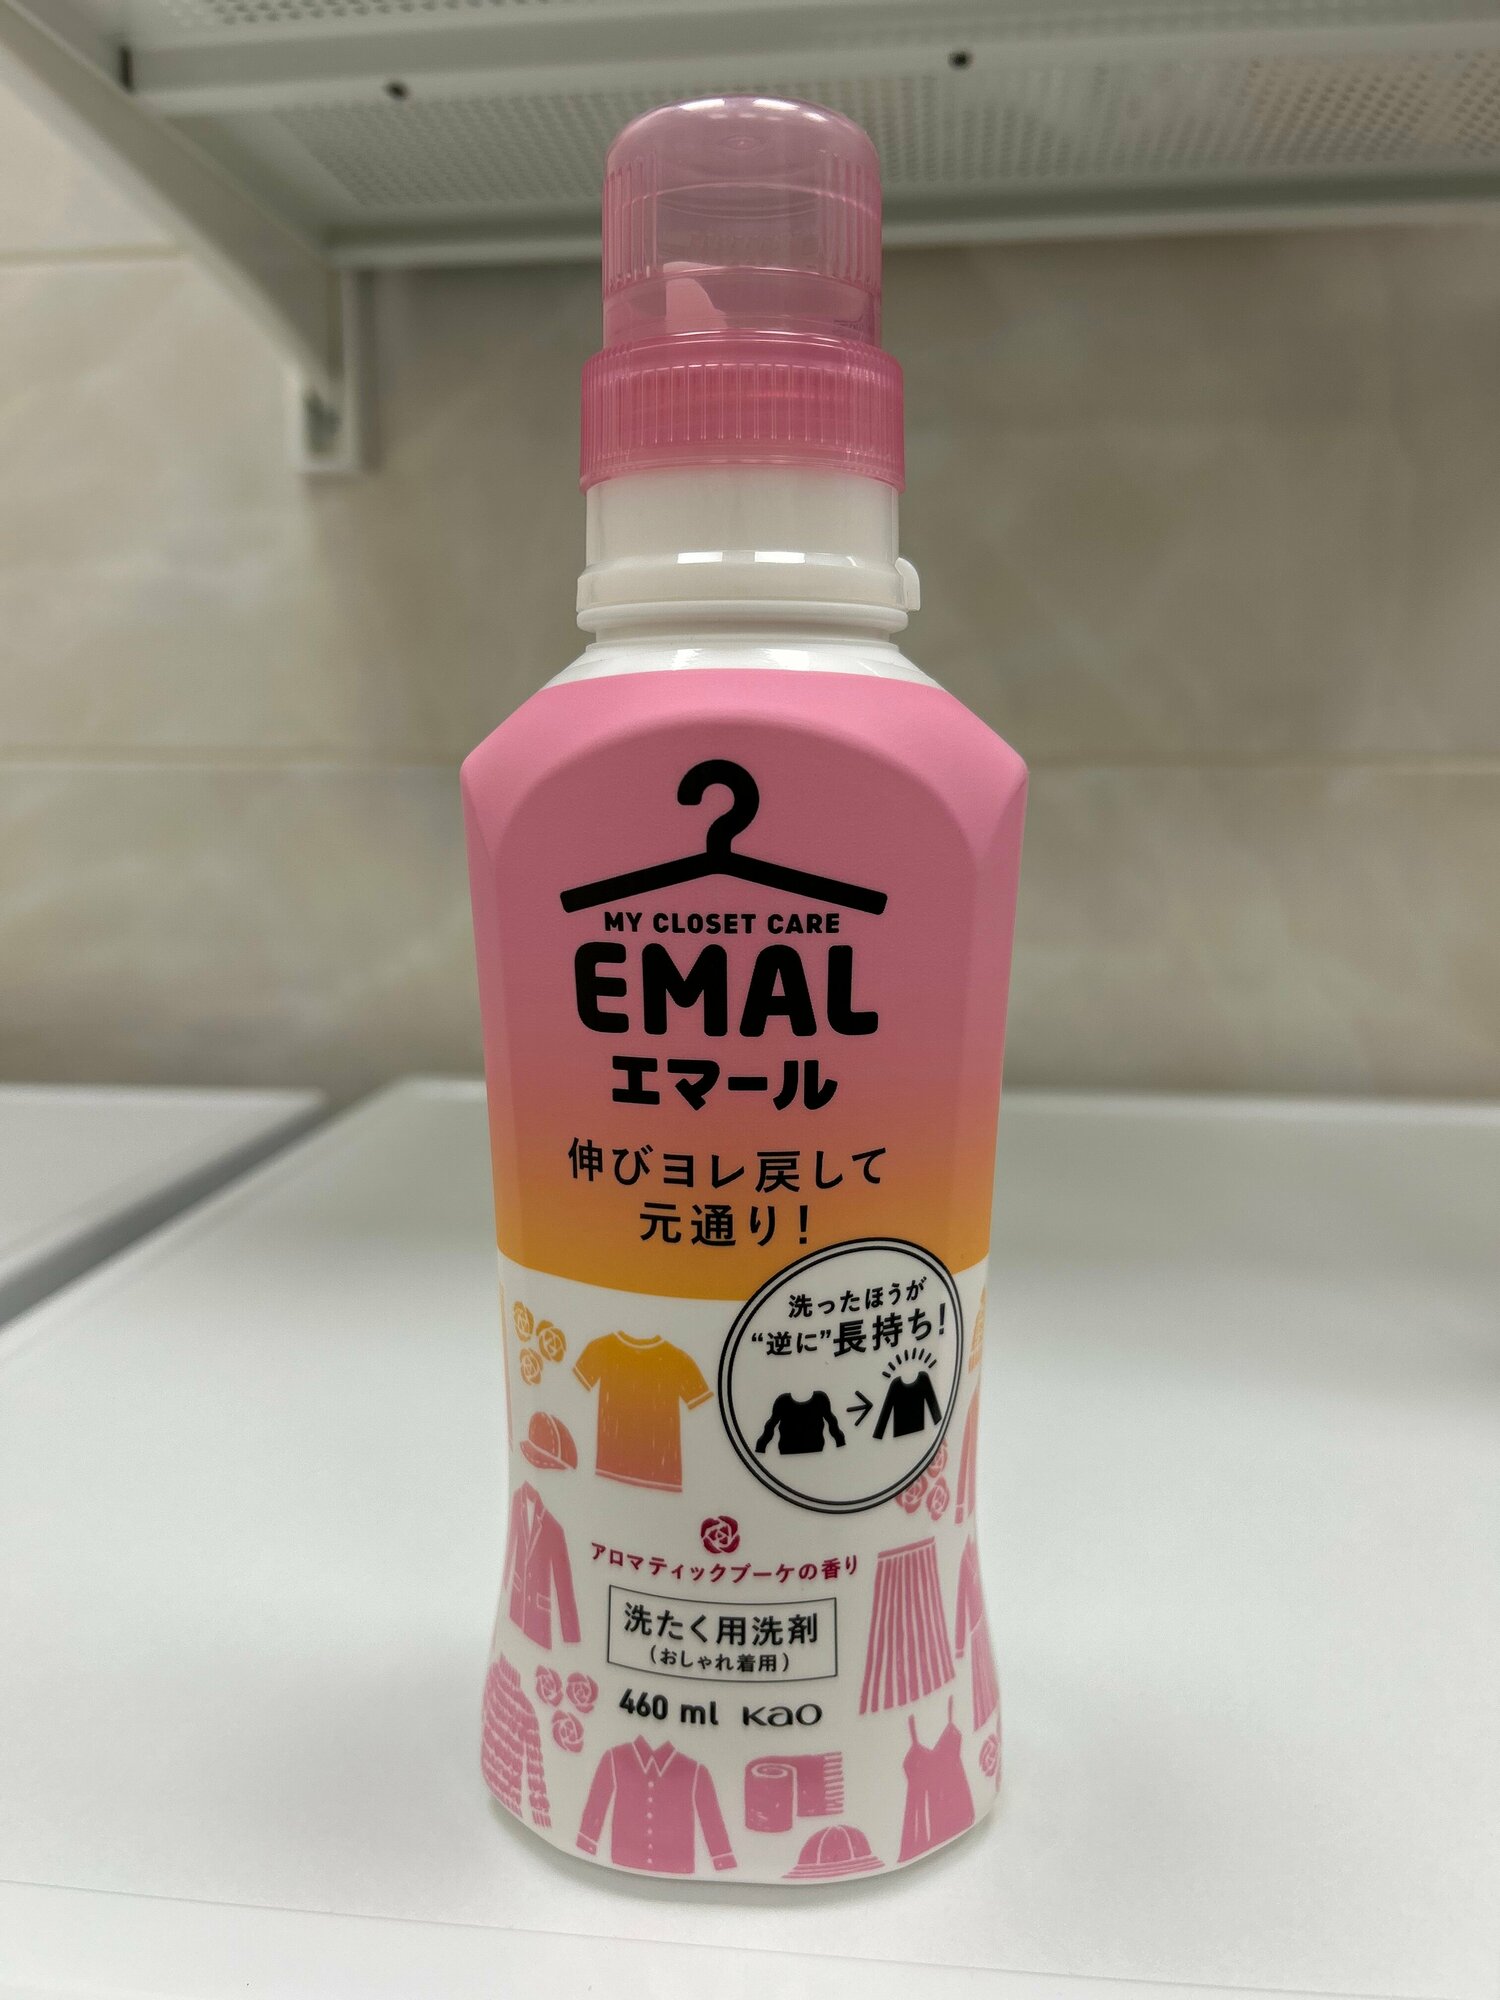 MY CLOSET CARE
EMAL
エマール
伸びヨレ戻して
元通り!
洗ったほうが
“逆に”長持ち!
アロマティックブーケの香り
洗たく用洗剤
(おしゃれ着用)
460 ml Kao